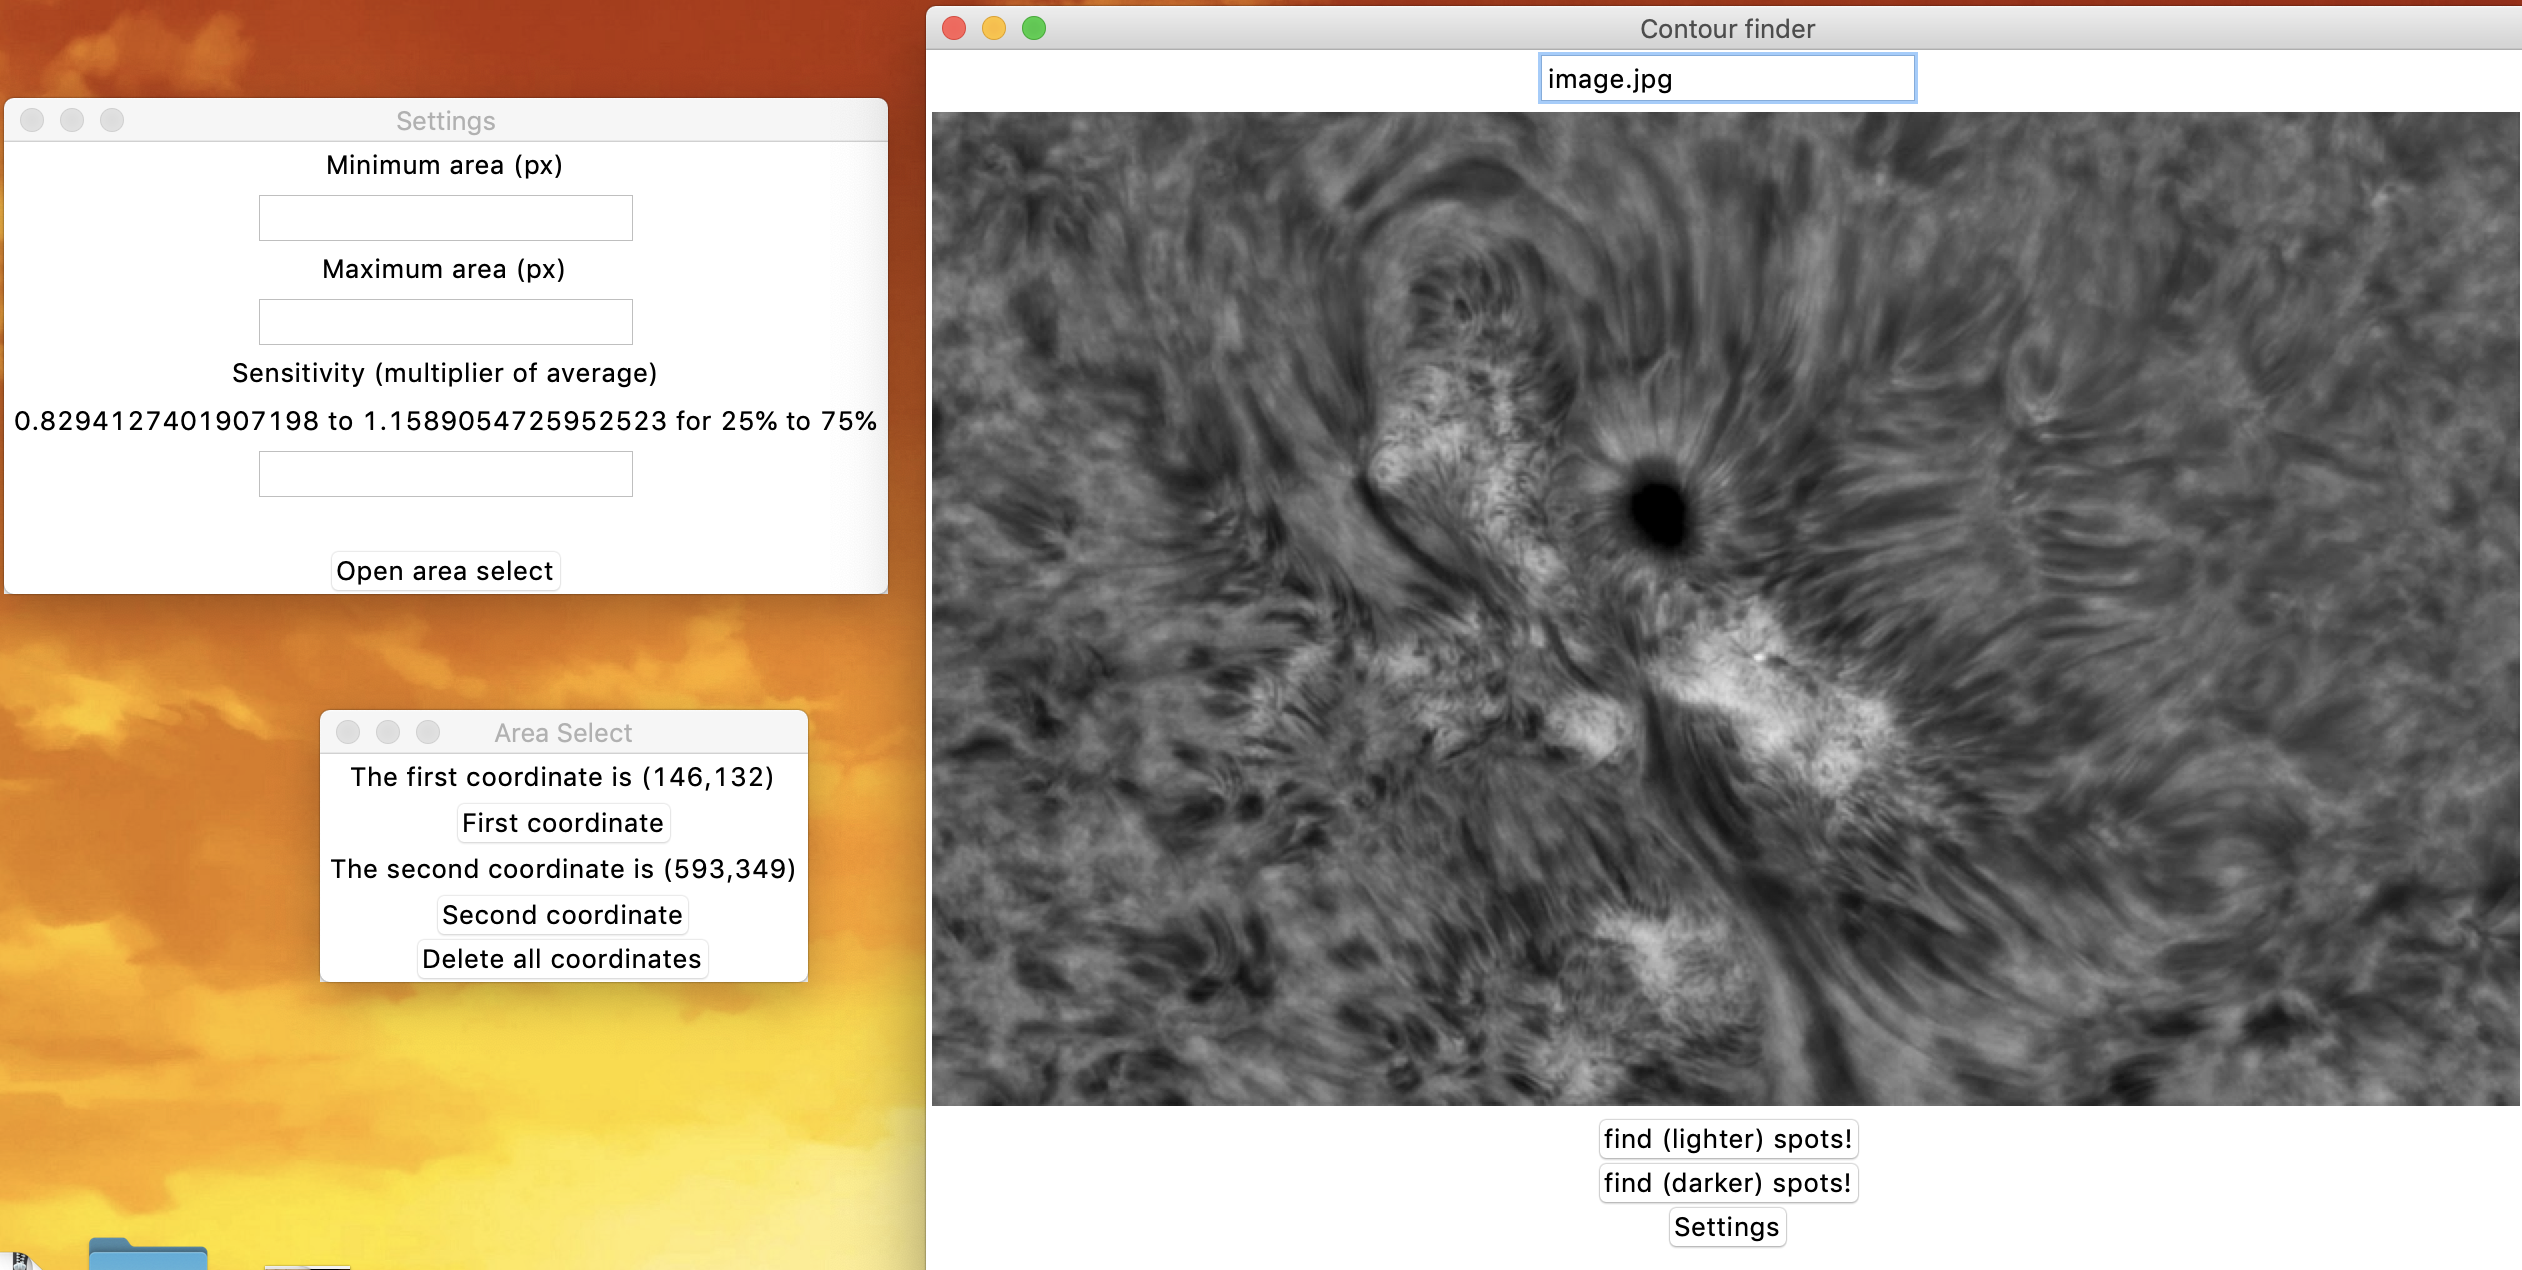 Contour finder
image.jpg
Settings
Minimum area (px)
Maximum area (px)
Sensitivity (multiplier of average)
0.8294127401907198 to 1.1589054725952523 for 25% to 75%
Open area select
Area Select
The first coordinate is (146,132)
First coordinate
The second coordinate is (593,349)
Second coordinate
Delete all coordinates
find (lighter) spots!
find (darker) spots!
Settings